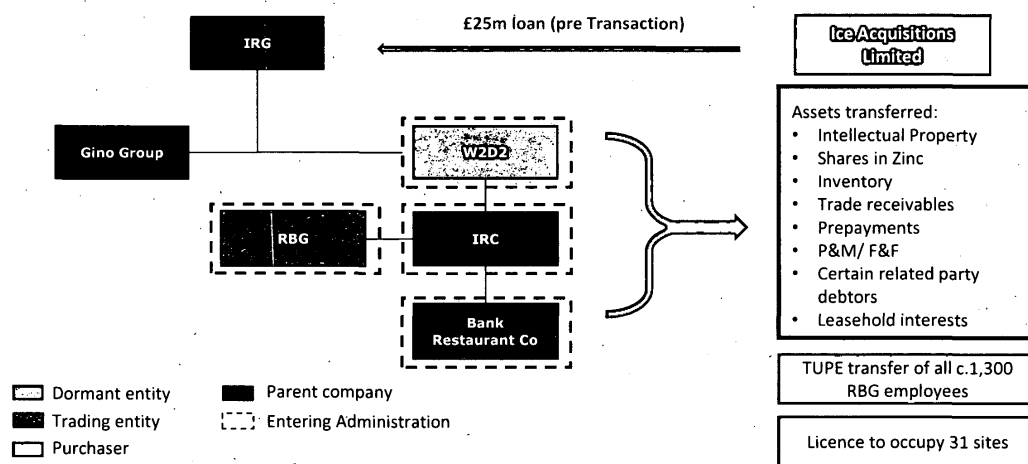 £25m loan (pre Transaction)
IRG
Ice Acquisitions
Limited
Gino Group
W2D2
RBG
IRC
Bank
Restaurant Co
Assets transferred:
• Intellectual Property
• Shares in Zinc
• Inventory
• Trade receivables
• Prepayments
• P&M/ F&F
• Certain related party
debtors
• Leasehold interests
TUPE transfer of all c.1,300
RBG employees
Licence to occupy 31 sites
Dormant entity
Parent company
Trading entity
Entering Administration
Purchaser